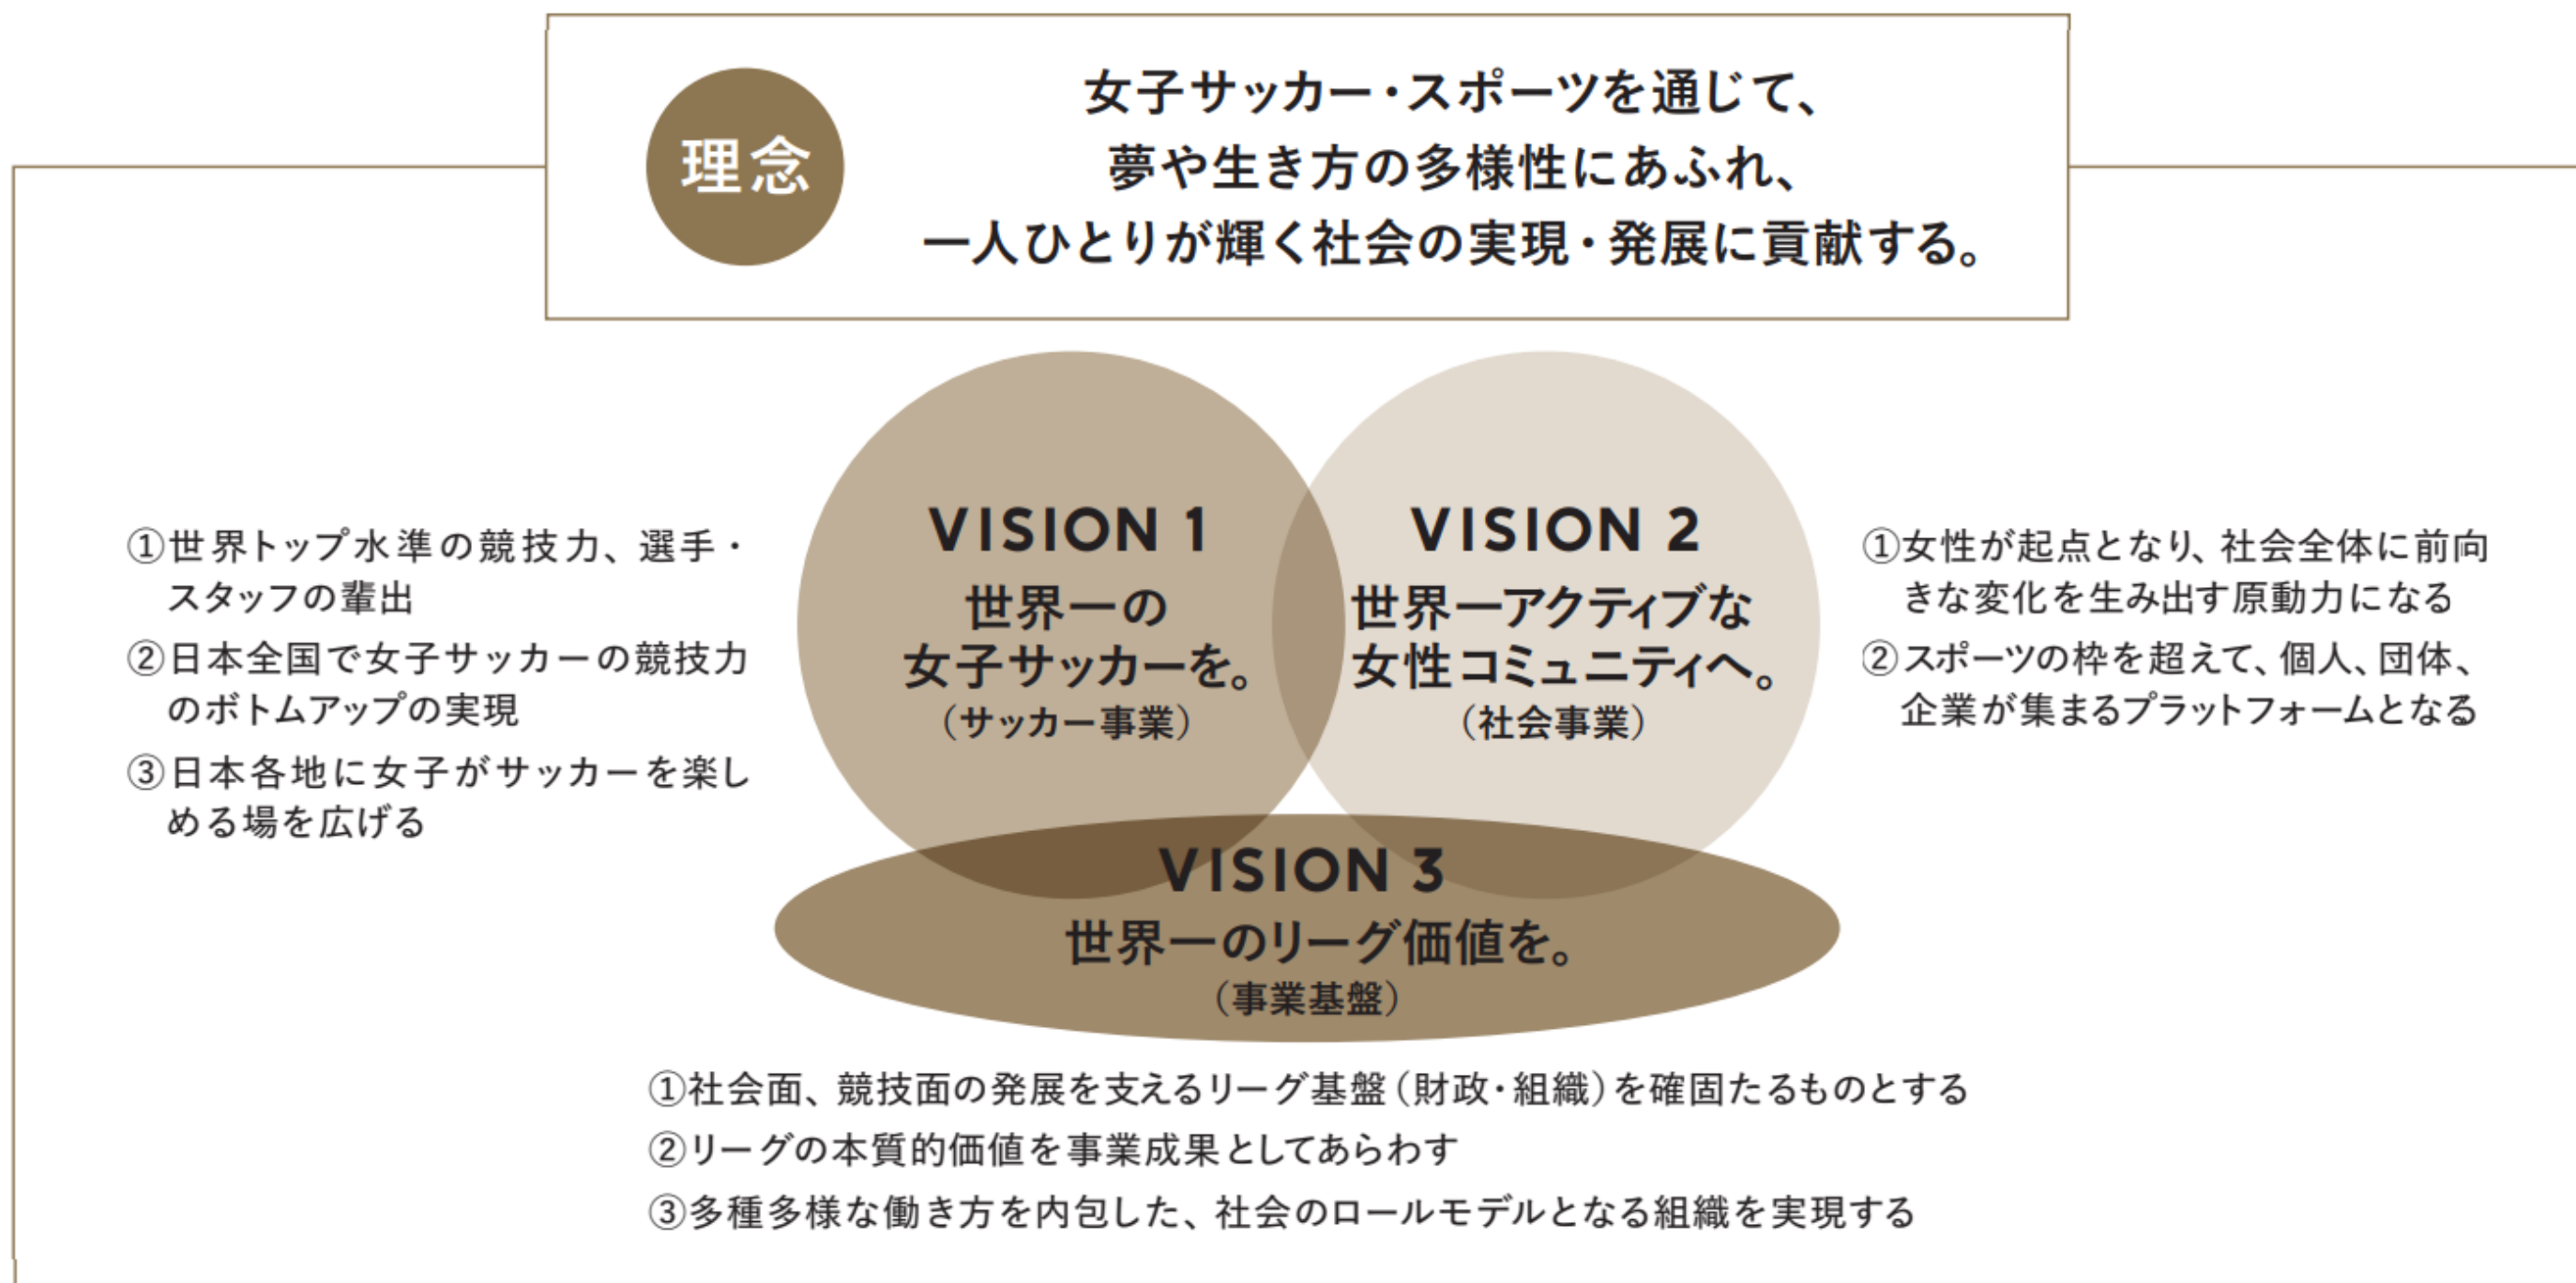 理念
女子サッカー・スポーツを通じて、
夢や生き方の多様性にあふれ、
一人ひとりが輝く社会の実現・発展に貢献する。
VISION 1
世界一の
女子サッカーを。
（サッカー事業）
①世界トップ水準の競技力、選手・
スタッフの輩出
②日本全国で女子サッカーの競技力
のボトムアップの実現
③日本各地に女子がサッカーを楽し
める場を広げる
VISION 2
世界一アクティブな
女性コミュニティへ。
（社会事業）
①女性が起点となり、社会全体に前向
きな変化を生み出す原動力になる
②スポーツの枠を超えて、個人、団体、
企業が集まるプラットフォームとなる
VISION 3
世界一のリーグ価値を。
（事業基盤）
①社会面、競技面の発展を支えるリーグ基盤（財政・組織）を確固たるものとする
②リーグの本質的価値を事業成果としてあらわす
③多種多様な働き方を内包した、社会のロールモデルとなる組織を実現する